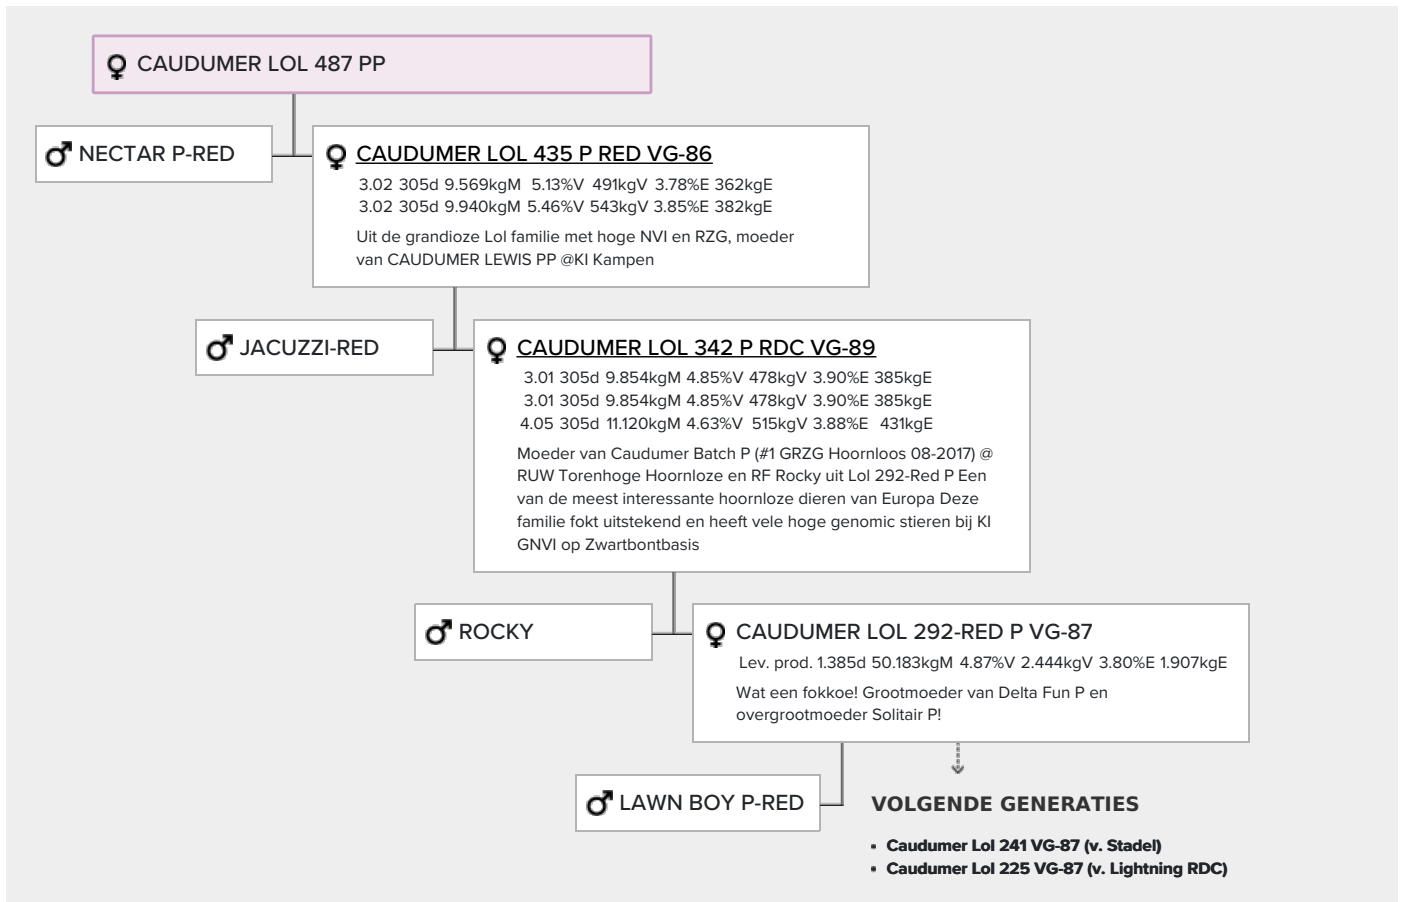 CAUDUMER LOL 487 PP
NECTAR P-RED
CAUDUMER LOL 435 P RED VG-86
3.02 305d 9.569kgM 5.13%V 491kgV 3.78%E 362kgE
3.02 305d 9.940kgM 5.46%V 543kgV 3.85%E 382kgE
Uit de grandioze Lol familie met hoge NVI en RZG, moeder
van CAUDUMER LEWIS PP @KI Kampen
JACUZZI-RED
CAUDUMER LOL 342 P RDC VG-89
3.01 305d 9.854kgM 4.85%V 478kgV 3.90%E 385kgE
3.01 305d 9.854kgM 4.85%V 478kgV 3.90%E 385kgE
4.05 305d 11.120kgM 4.63%V 515kgV 3.88%E 431kgE
Moeder van Caudumer Batch P (#1 GRZG Hoornloos 08-2017) @
RUW Torenhoge Hoornloze en RF Rocky uit Lol 292-Red P Een
van de meest interessante hoornloze dieren van Europa Deze
familie fokt uitstekend en heeft vele hoge genomic stieren bij KI
GNVI op Zwartbontbasis
ROCKY
CAUDUMER LOL 292-RED P VG-87
Lev. prod. 1.385d 50.183kgM 4.87%V 2.444kgV 3.80%E 1.907kgE
Wat een fokkoe! Grootmoeder van Delta Fun P en
overgrootmoeder Solitair P!
LAWN BOY P-RED
VOLGENDE GENERATIES
• Caudumer Lol 241 VG-87 (v. Stadel)
• Caudumer Lol 225 VG-87 (v. Lightning RDC)